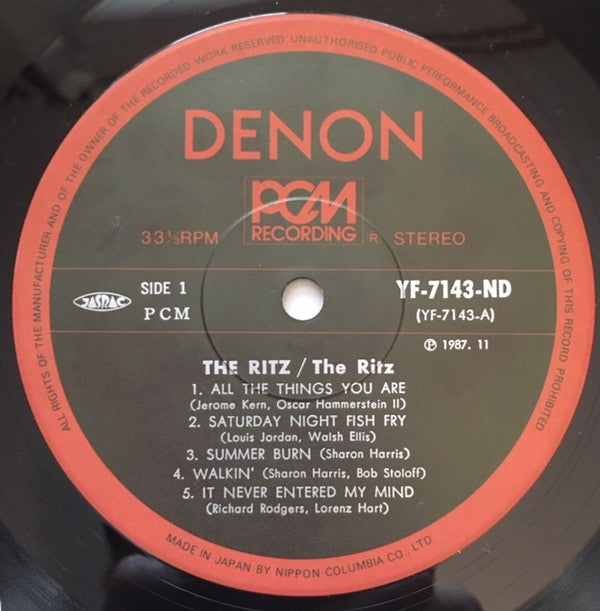 ALL RIGHTS OF THE MANUFACTURER AND OF THE OWNER OF THE RECORDED WORK RESERVED UNAUTHORISED PUBLIC PERFORMANCE BROADCASTING AND COPYING OF THIS RECORD PROHIBITED
DENON
PCM
RECORDING
33 1/3 RPM
R STEREO
JASRAC
SIDE 1
PCM
YF-7143-ND
(YF-7143-A)
Ⓟ 1987. 11
THE RITZ / The Ritz
1. ALL THE THINGS YOU ARE
(Jerome Kern, Oscar Hammerstein II)
2. SATURDAY NIGHT FISH FRY
(Louis Jordan, Walsh Ellis)
3. SUMMER BURN (Sharon Harris)
4. WALKIN' (Sharon Harris, Bob Stoloff)
5. IT NEVER ENTERED MY MIND
(Richard Rodgers, Lorenz Hart)
MADE IN JAPAN BY NIPPON COLUMBIA CO., LTD.